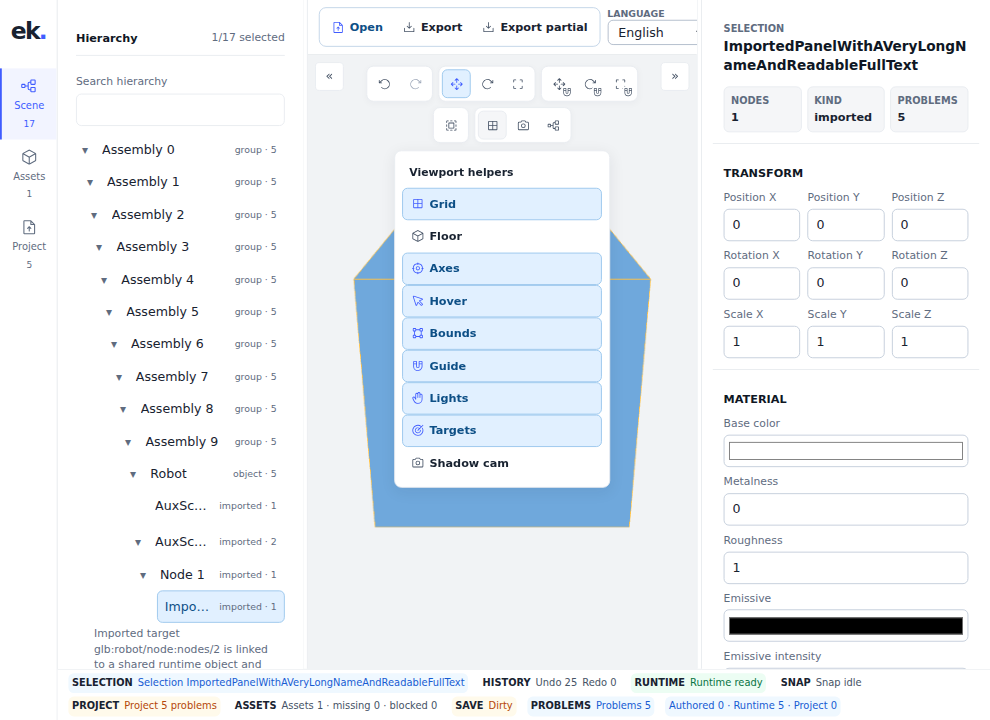 ek.
Scene
17
Assets
1
Project
5
Hierarchy
1/17 selected
Search hierarchy
Assembly 0 group · 5
Assembly 1 group · 5
Assembly 2 group · 5
Assembly 3 group · 5
Assembly 4 group · 5
Assembly 5 group · 5
Assembly 6 group · 5
Assembly 7 group · 5
Assembly 8 group · 5
Assembly 9 group · 5
Robot object · 5
AuxSc... imported · 1
AuxSc... imported · 2
Node 1 imported · 1
Impo... imported · 1
Imported target
glb:robot/node:nodes/2 is linked
to a shared runtime object and
Open Export Export partial
LANGUAGE
English
«
»
Viewport helpers
Grid
Floor
Axes
Hover
Bounds
Guide
Lights
Targets
Shadow cam
SELECTION
ImportedPanelWithAVeryLongN
ameAndReadableFullText
NODES
1
KIND
imported
PROBLEMS
5
TRANSFORM
Position X Position Y Position Z
0 0 0
Rotation X Rotation Y Rotation Z
0 0 0
Scale X Scale Y Scale Z
1 1 1
MATERIAL
Base color
Metalness
0
Roughness
1
Emissive
Emissive intensity
SELECTION Selection ImportedPanelWithAVeryLongNameAndReadableFullText HISTORY Undo 25 Redo 0 RUNTIME Runtime ready SNAP Snap idle
PROJECT Project 5 problems ASSETS Assets 1 · missing 0 · blocked 0 SAVE Dirty PROBLEMS Problems 5 Authored 0 · Runtime 5 · Project 0